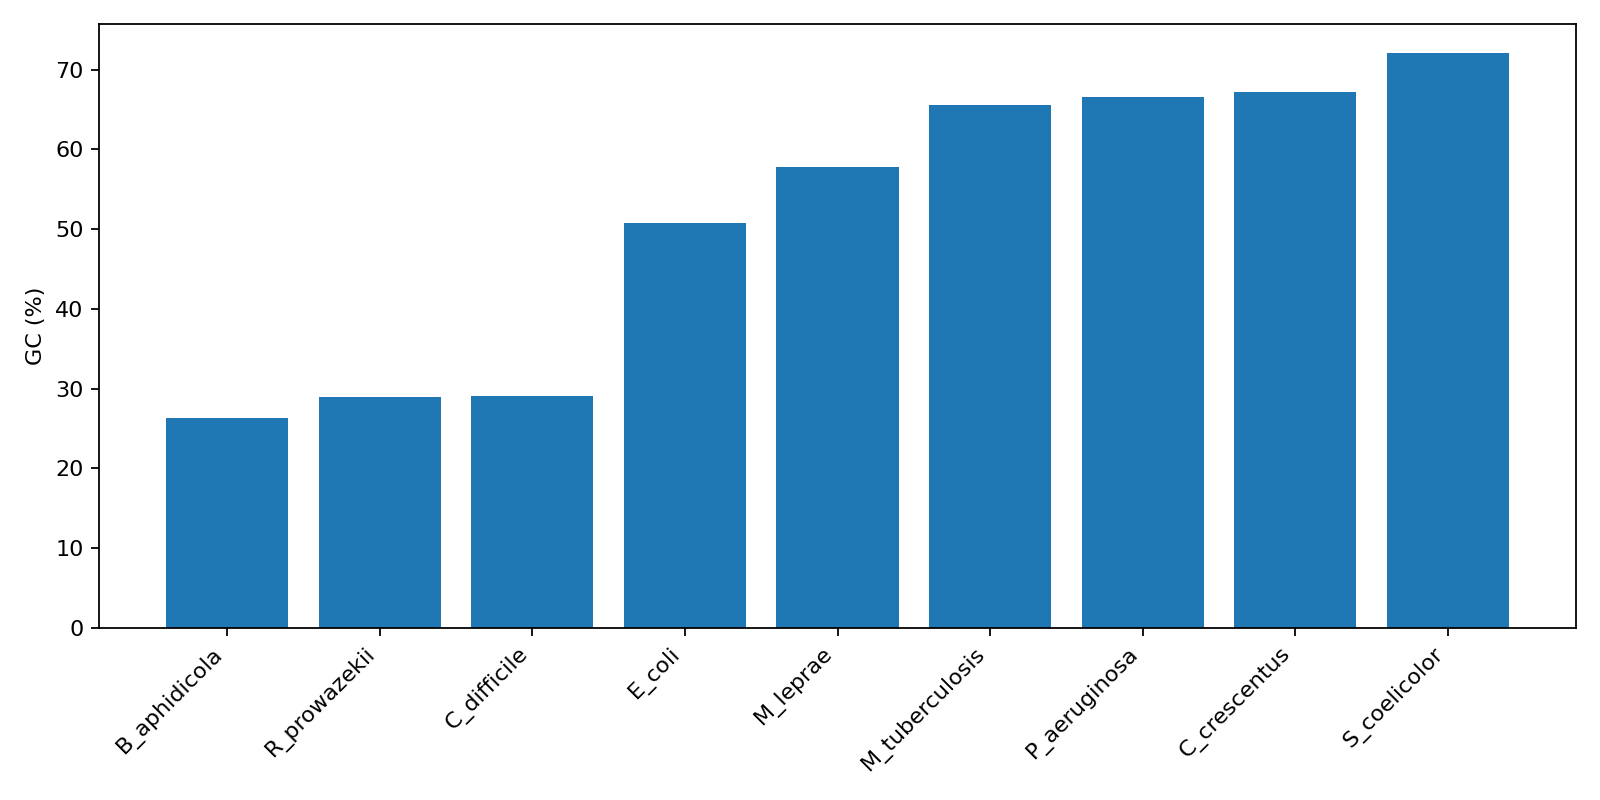 GC (%)
70
60
50
40
30
20
10
0
B_aphidicola
R_prowazekii
C_difficile
E_coli
M_leprae
M_tuberculosis
P_aeruginosa
C_crescentus
S_coelicolor